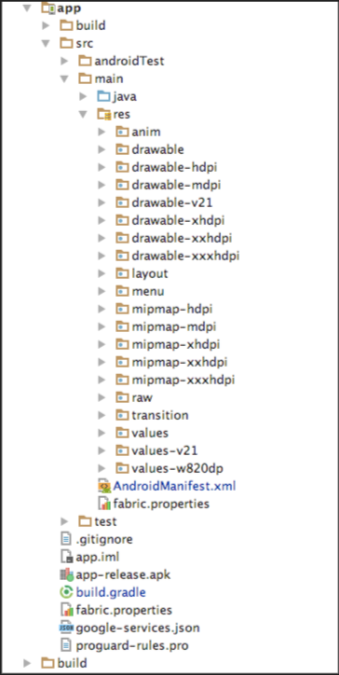 app
build
src
androidTest
main
java
res
anim
drawable
drawable-hdpi
drawable-mdpi
drawable-v21
drawable-xhdpi
drawable-xxhdpi
drawable-xxxhdpi
layout
menu
mipmap-hdpi
mipmap-mdpi
mipmap-xhdpi
mipmap-xxhdpi
mipmap-xxxhdpi
raw
transition
values
values-v21
values-w820dp
AndroidManifest.xml
fabric.properties
test
.gitignore
app.iml
app-release.apk
build.gradle
fabric.properties
google-services.json
proguard-rules.pro
build